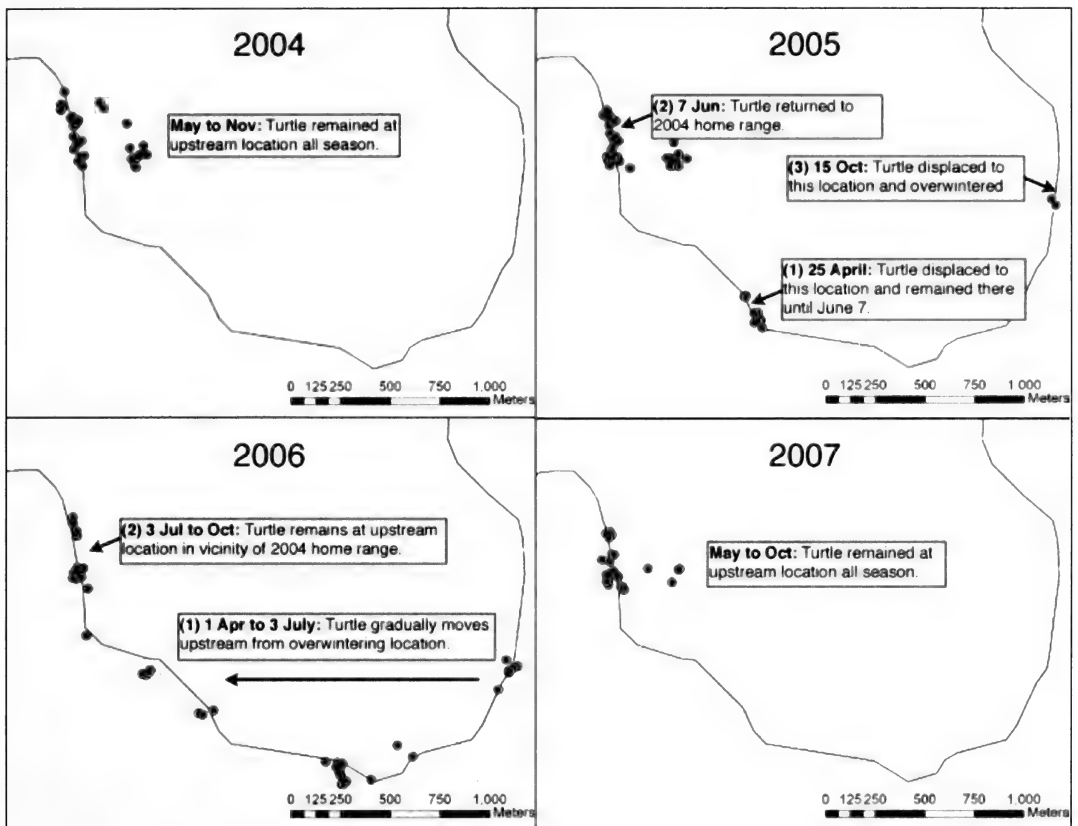 2004
May to Nov: Turtle remained at
upstream location all season.
0 125 250 500 750 1,000
Meters
2005
(2) 7 Jun: Turtle returned to
2004 home range.
(3) 15 Oct: Turtle displaced to
this location and overwintered
(1) 25 April: Turtle displaced to
this location and remained there
until June 7.
0 125 250 500 750 1,000
Meters
2006
(2) 3 Jul to Oct: Turtle remains at upstream
location in vicinity of 2004 home range.
(1) 1 Apr to 3 July: Turtle gradually moves
upstream from overwintering location.
0 125 250 500 750 1,000
Meters
2007
May to Oct: Turtle remained at
upstream location all season.
0 125 250 500 750 1,000
Meters